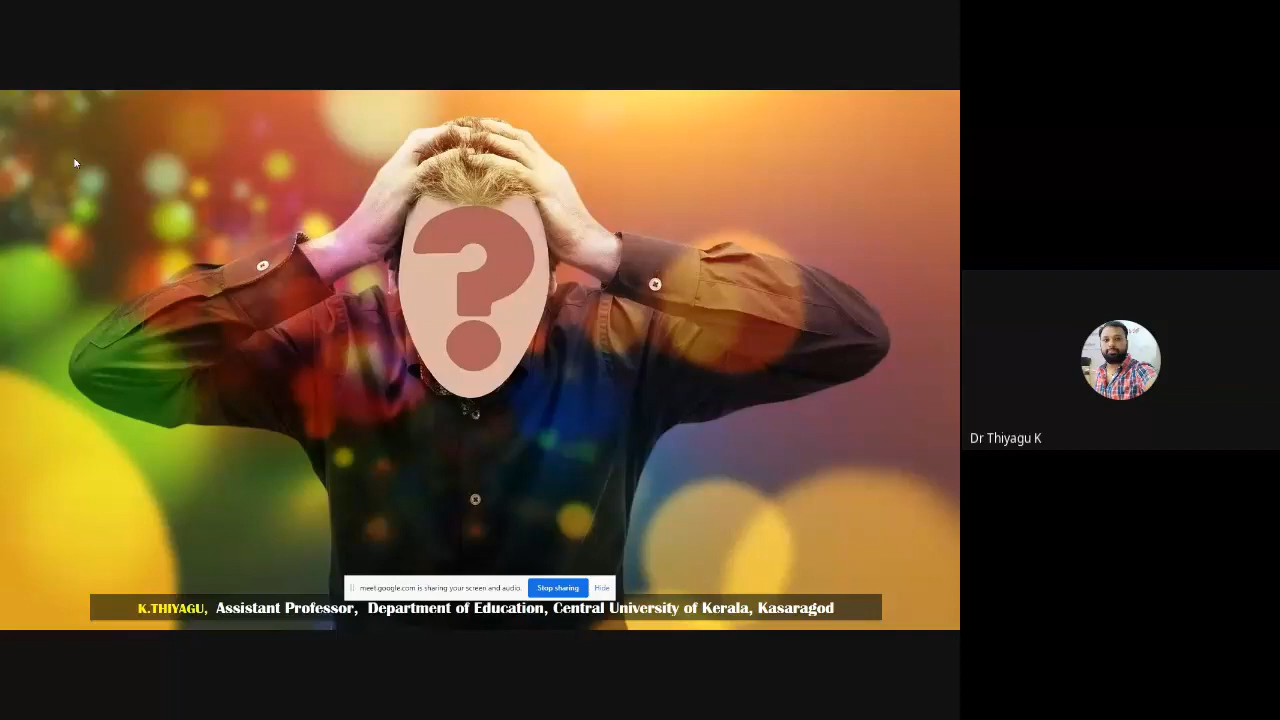 ?
meet.google.com is sharing your screen and audio. Stop sharing Hide
K.THIYAGU, Assistant Professor, Department of Education, Central University of Kerala, Kasaragod
Dr Thiyagu K